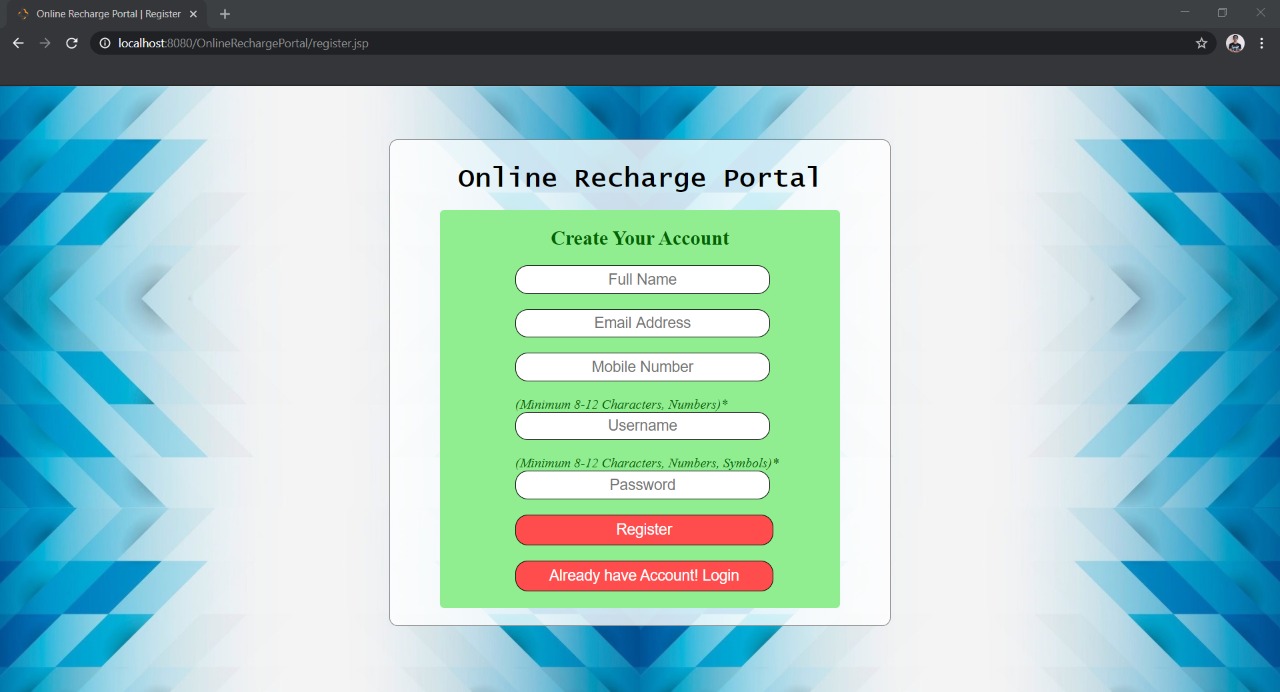 Online Recharge Portal | Register
localhost:8080/OnlineRechargePortal/register.jsp
Online Recharge Portal
Create Your Account
Full Name
Email Address
Mobile Number
(Minimum 8-12 Characters, Numbers)*
Username
(Minimum 8-12 Characters, Numbers, Symbols)*
Password
Register
Already have Account! Login